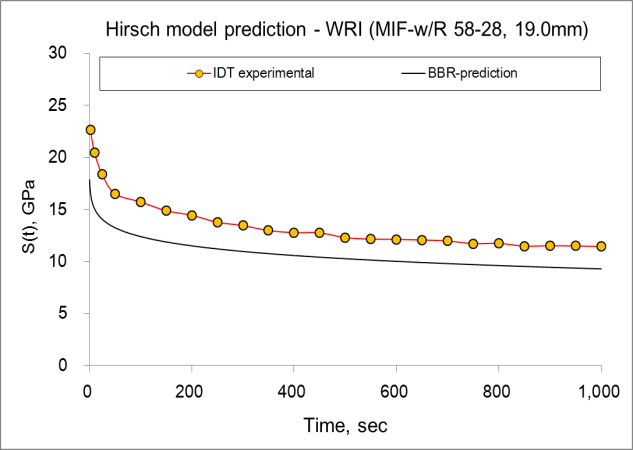 Hirsch model prediction - WRI (MIF-w/R 58-28, 19.0mm)
IDT experimental
BBR-prediction
S(t), GPa
30
25
20
15
10
5
0
0
200
400
600
800
1,000
Time, sec